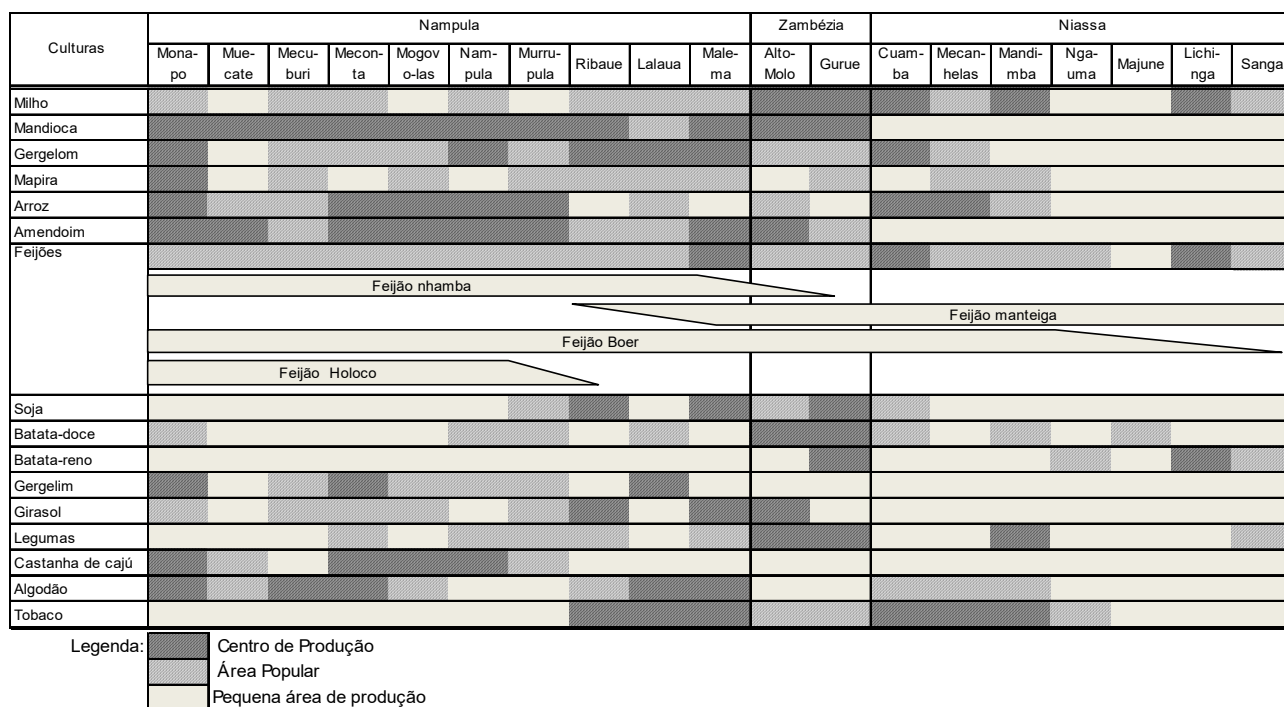 Culturas
Nampula
Zambézia
Niassa
Mona-
po
Mue-
cate
Mecu-
buri
Mecon-
ta
Mogov
o-las
Nam-
pula
Murru-
pula
Ribaue
Lalaua
Male-
ma
Alto-
Molo
Gurue
Cuam-
ba
Mecan-
helas
Mandi-
mba
Nga-
uma
Majune
Lichi-
nga
Sanga
Milho
Mandioca
Gergelom
Mapira
Arroz
Amendoim
Feijões
Feijão nhamba
Feijão manteiga
Feijão Boer
Feijão Holoco
Soja
Batata-doce
Batata-reno
Gergelim
Girasol
Legumas
Castanha de cajú
Algodão
Tobaco
Legenda:
Centro de Produção
Área Popular
Pequena área de produção